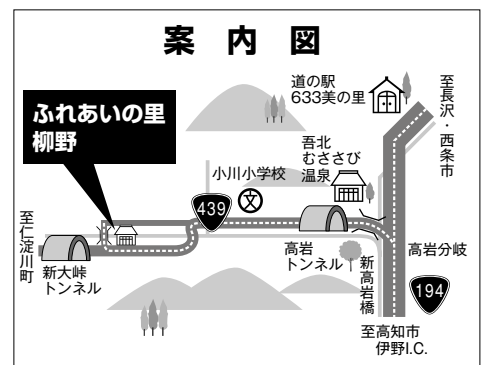 案内図
道の駅
633美の里
至長沢・西条市
ふれあいの里
柳野
吾北
むささび
温泉
小川小学校
文
439
至仁淀川町
新大峠
トンネル
高岩
トンネル
新高岩橋
高岩分岐
194
至高知市
伊野I.C.